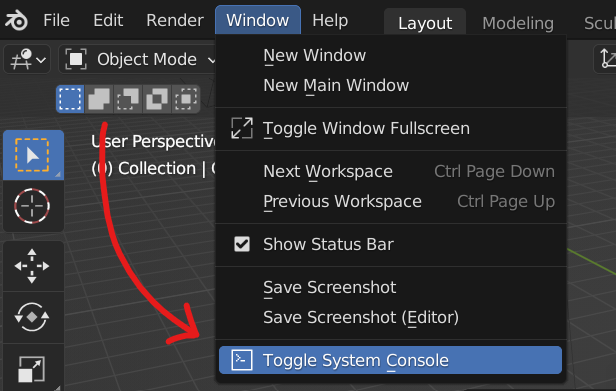 File Edit Render Window Help Layout Modeling Scul
Object Mode
New Window
New Main Window
User Perspectiv
(0) Collection |
Toggle Window Fullscreen
Next Workspace Ctrl Page Down
Previous Workspace Ctrl Page Up
Show Status Bar
Save Screenshot
Save Screenshot (Editor)
Toggle System Console